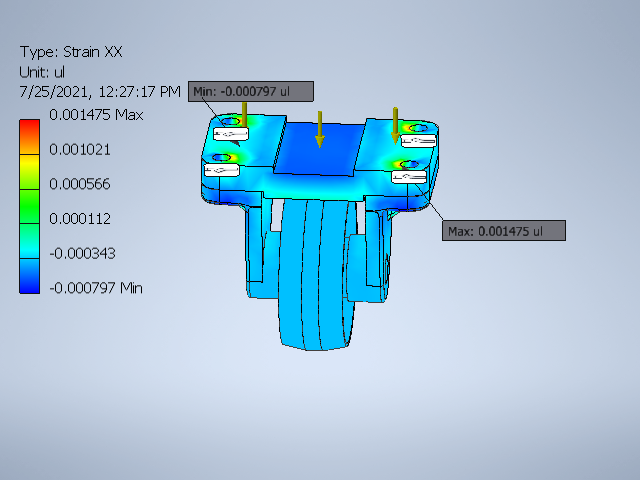 Type: Strain XX
Unit: ul
7/25/2021, 12:27:17 PM
Min: -0.000797 ul
0.001475 Max
0.001021
0.000566
0.000112
-0.000343
-0.000797 Min
Max: 0.001475 ul